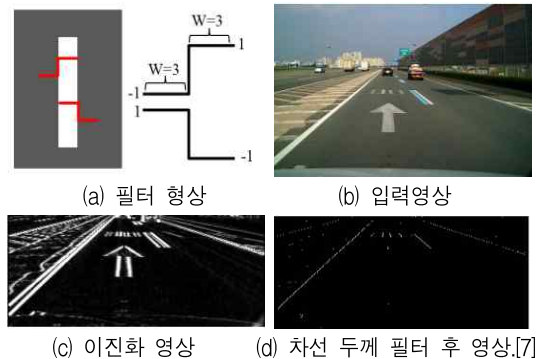 W=3
1
W=3
-1
1
-1
(a) 필터 형상
(b) 입력영상
(c) 이진화 영상
(d) 차선 두께 필터 후 영상.[7]